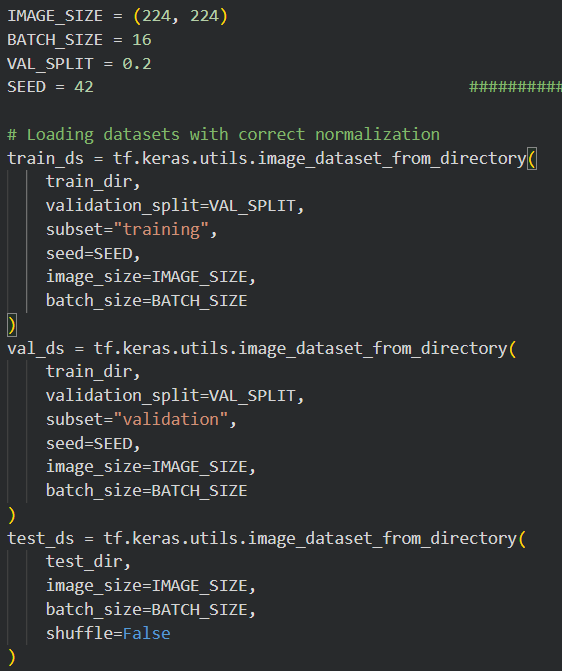 IMAGE_SIZE = (224, 224)
BATCH_SIZE = 16
VAL_SPLIT = 0.2
SEED = 42 ##########
# Loading datasets with correct normalization
train_ds = tf.keras.utils.image_dataset_from_directory(
    train_dir,
    validation_split=VAL_SPLIT,
    subset="training",
    seed=SEED,
    image_size=IMAGE_SIZE,
    batch_size=BATCH_SIZE
)
val_ds = tf.keras.utils.image_dataset_from_directory(
    train_dir,
    validation_split=VAL_SPLIT,
    subset="validation",
    seed=SEED,
    image_size=IMAGE_SIZE,
    batch_size=BATCH_SIZE
)
test_ds = tf.keras.utils.image_dataset_from_directory(
    test_dir,
    image_size=IMAGE_SIZE,
    batch_size=BATCH_SIZE,
    shuffle=False
)